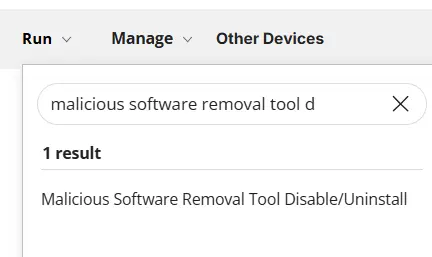 Run Manage Other Devices
malicious software removal tool d
1 result
Malicious Software Removal Tool Disable/Uninstall